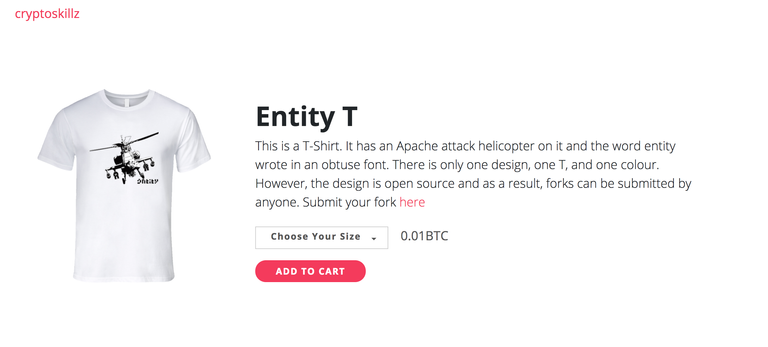 cryptoskillz
Entity T
This is a T-Shirt. It has an Apache attack helicopter on it and the word entity
wrote in an obtuse font. There is only one design, one T, and one colour.
However, the design is open source and as a result, forks can be submitted by
anyone. Submit your fork here
entity
Choose Your Size
0.01BTC
ADD TO CART